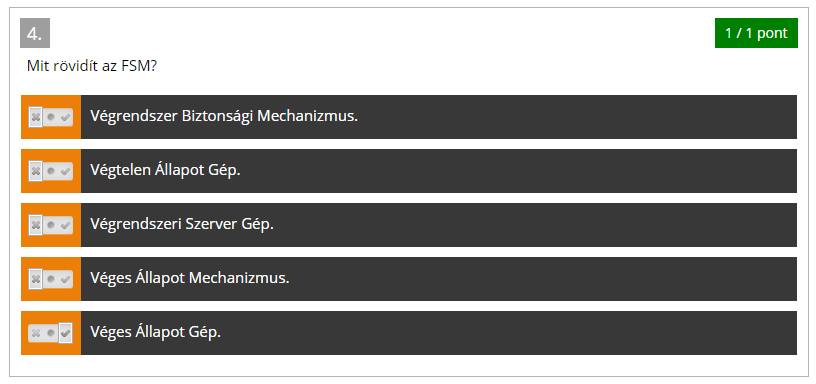 4.
1 / 1 pont
Mit rövidít az FSM?
Végrendszer Biztonsági Mechanizmus.
Végtelen Állapot Gép.
Végrendszeri Szerver Gép.
Véges Állapot Mechanizmus.
Véges Állapot Gép.